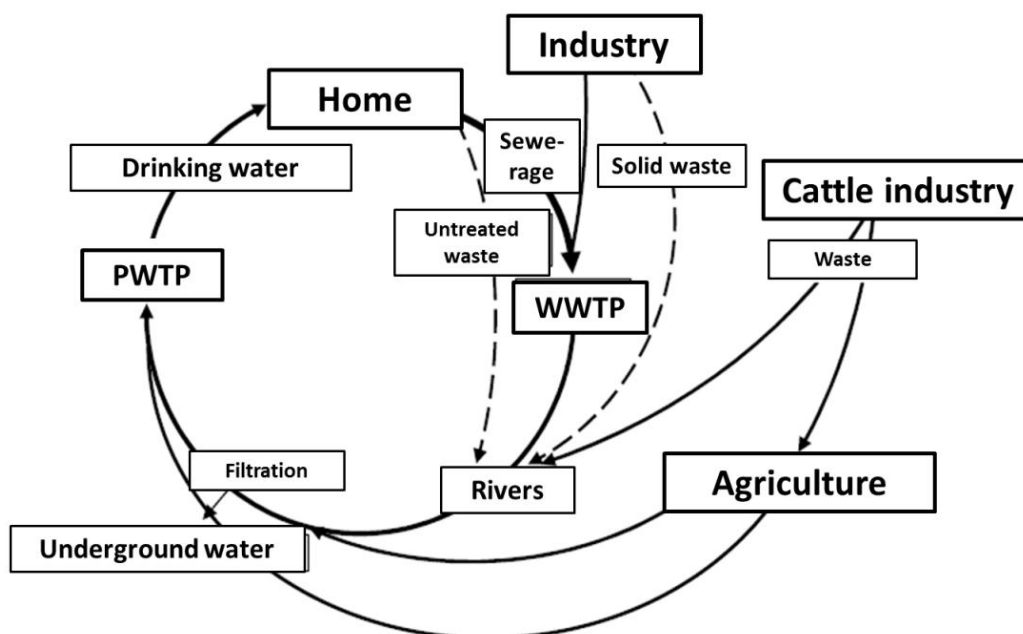 Industry
Home
Sewe-
rage
Drinking water
Solid waste
Cattle industry
Untreated
waste
Waste
PWTP
WWTP
Filtration
Rivers
Agriculture
Underground water